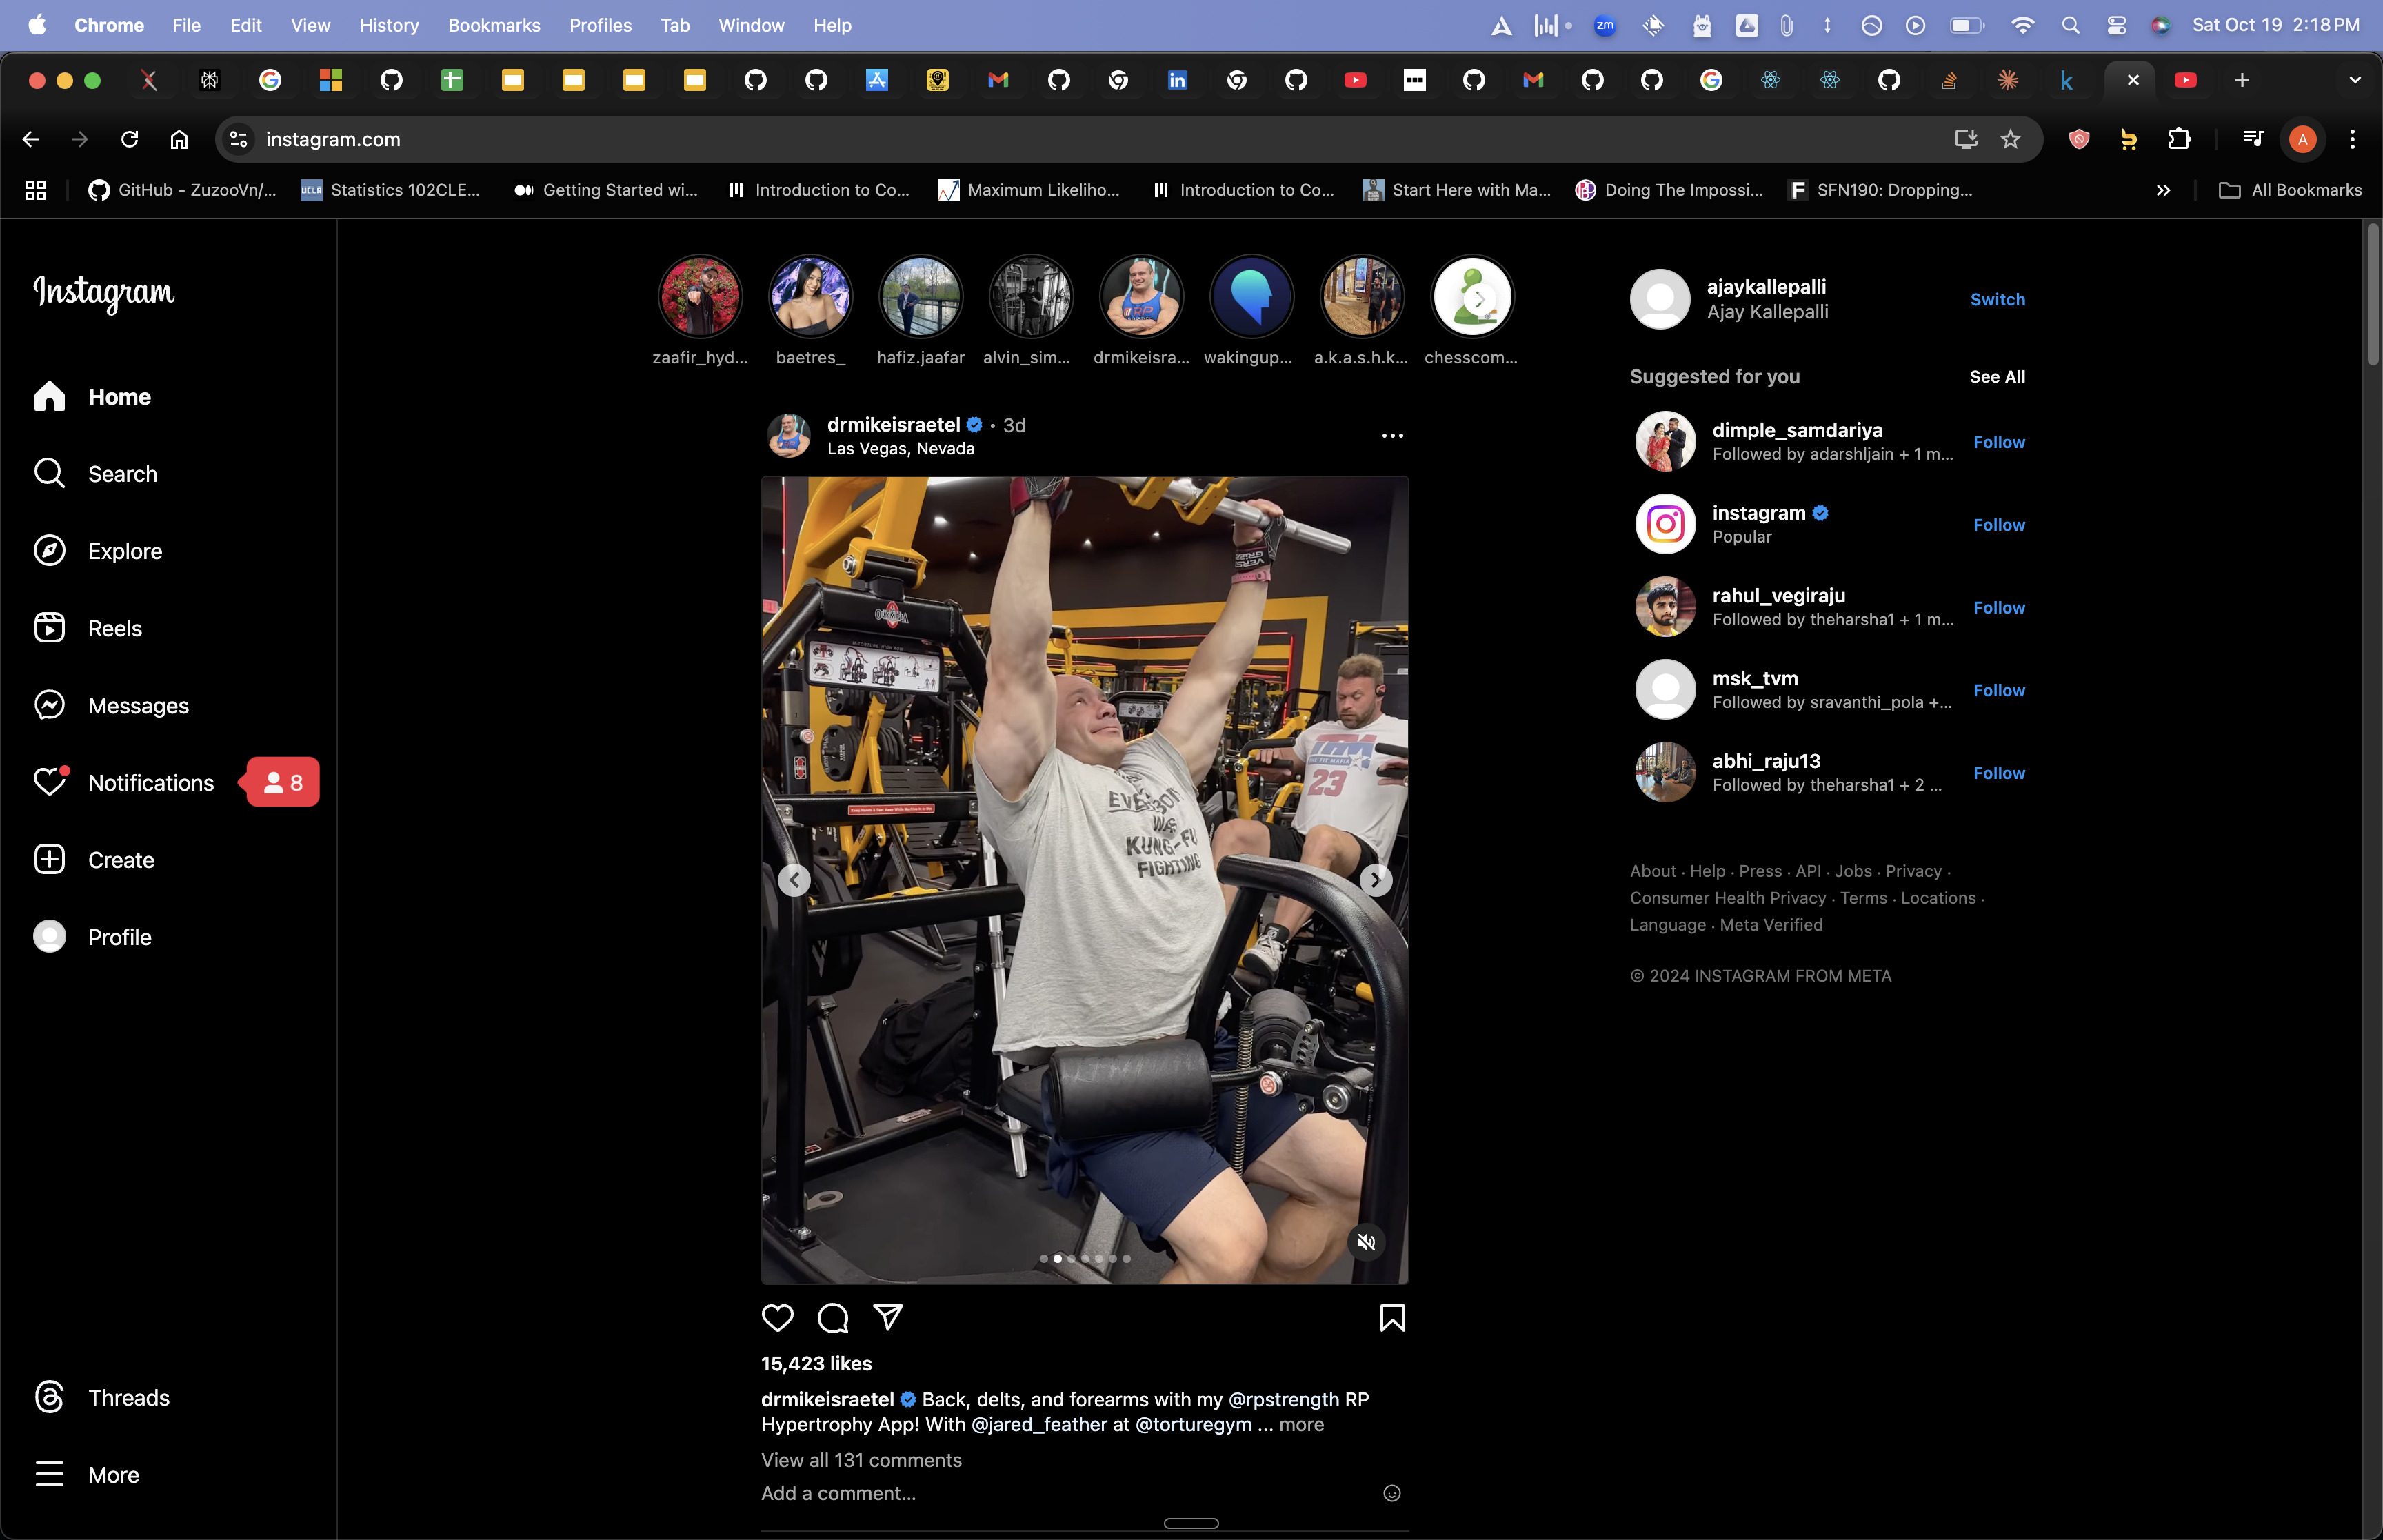 Chrome File Edit View History Bookmarks Profiles Tab Window Help
zm
Sat Oct 19 2:18 PM
instagram.com
A
GitHub - ZuzooVn/...
UCLA Statistics 102CLE...
Getting Started wi...
Introduction to Co...
Maximum Likeliho...
Introduction to Co...
Start Here with Ma...
Doing The Impossi...
SFN190: Dropping...
All Bookmarks
Instagram
Home
Search
Explore
Reels
Messages
Notifications
8
Create
Profile
Threads
More
zaafir_hyd...
baetres_
hafiz.jaafar
alvin_sim...
drmikeisra...
wakingup...
a.k.a.s.h.k...
chesscom...
drmikeisraetel • 3d
Las Vegas, Nevada
EVERYBODY
WAS
KUNG-FU
FIGHTING
23
15,423 likes
drmikeisraetel Back, delts, and forearms with my @rpstrength RP
Hypertrophy App! With @jared_feather at @torturegym ... more
View all 131 comments
Add a comment...
ajaykallepalli
Ajay Kallepalli
Switch
Suggested for you
See All
dimple_samdariya
Followed by adarshljain + 1 m...
Follow
instagram
Popular
Follow
rahul_vegiraju
Followed by theharsha1 + 1 m...
Follow
msk_tvm
Followed by sravanthi_pola +...
Follow
abhi_raju13
Followed by theharsha1 + 2 ...
Follow
About · Help · Press · API · Jobs · Privacy ·
Consumer Health Privacy · Terms · Locations ·
Language · Meta Verified
© 2024 INSTAGRAM FROM META